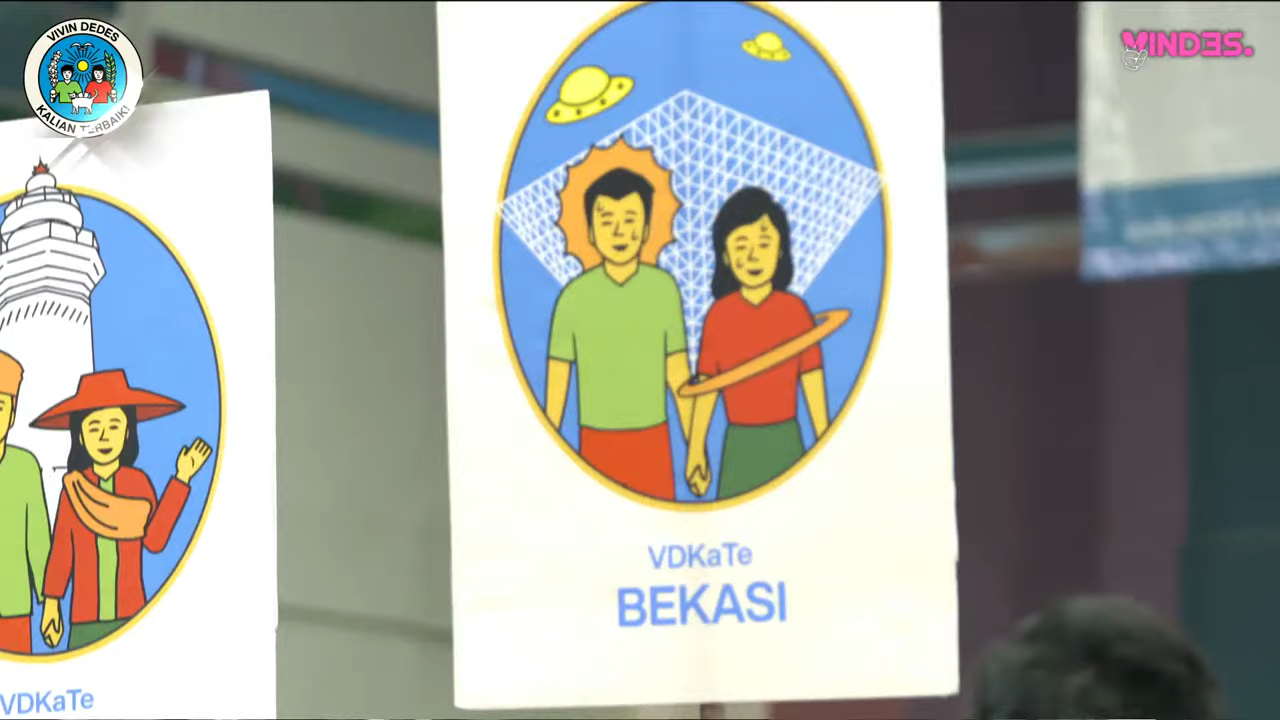 VIVIN DEDES
KALIAN TERBAIK!
VINDES.
VDKaTe
BEKASI
VDKaTe